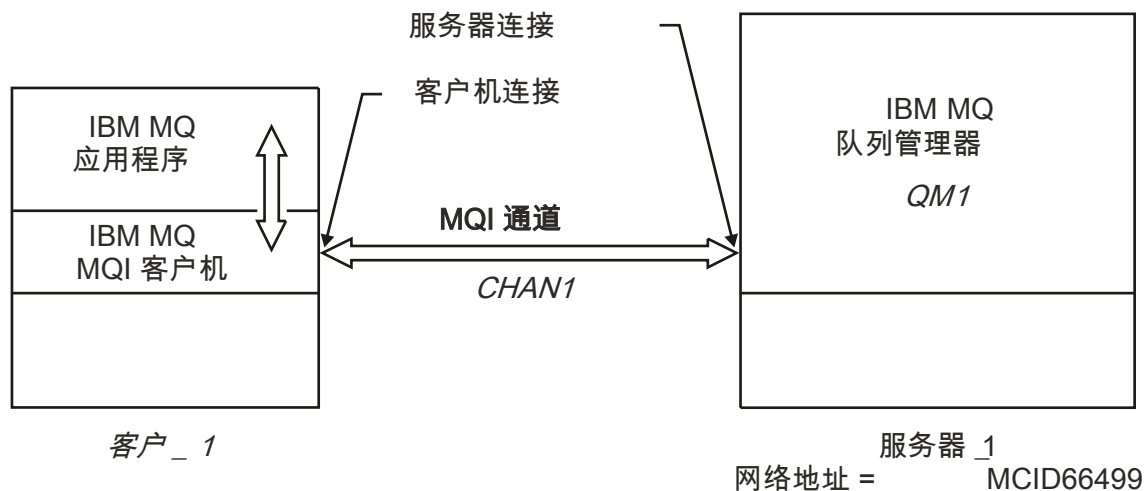 服务器连接
客户机连接
IBM MQ
应用程序
IBM MQ
MQI 客户机
MQI 通道
CHAN1
IBM MQ
队列管理器
QM1
客户 _ 1
服务器 _1
网络地址 = MCID66499